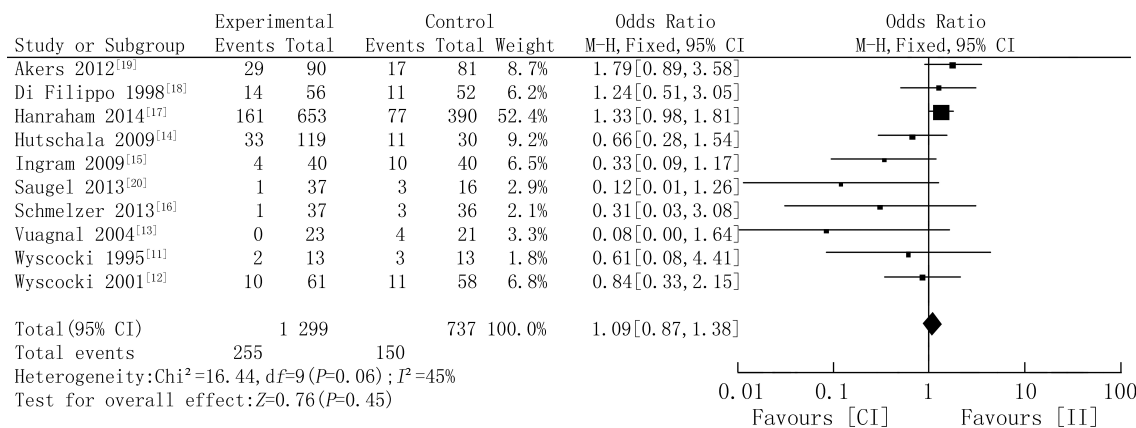 Experimental Control Odds Ratio Odds Ratio
Study or Subgroup Events Total Events Total Weight M-H,Fixed,95% CI M-H,Fixed,95% CI
Akers 2012[19] 29 90 17 81 8.7% 1.79[0.89,3.58]
Di Filippo 1998[18] 14 56 11 52 6.2% 1.24[0.51,3.05]
Hanraham 2014[17] 161 653 77 390 52.4% 1.33[0.98,1.81]
Hutschala 2009[14] 33 119 11 30 9.2% 0.66[0.28,1.54]
Ingram 2009[15] 4 40 10 40 6.5% 0.33[0.09,1.17]
Saugel 2013[20] 1 37 3 16 2.9% 0.12[0.01,1.26]
Schmelzer 2013[16] 1 37 3 36 2.1% 0.31[0.03,3.08]
Vuagnal 2004[13] 0 23 4 21 3.3% 0.08[0.00,1.64]
Wyscocki 1995[11] 2 13 3 13 1.8% 0.61[0.08,4.41]
Wyscocki 2001[12] 10 61 11 58 6.8% 0.84[0.33,2.15]
Total(95% CI) 1 299 737 100.0% 1.09[0.87,1.38]
Total events 255 150
Heterogeneity:Chi²=16.44,df=9(P=0.06);I²=45%
Test for overall effect:Z=0.76(P=0.45)
0.01 0.1 1 10 100
Favours [CI] Favours [II]